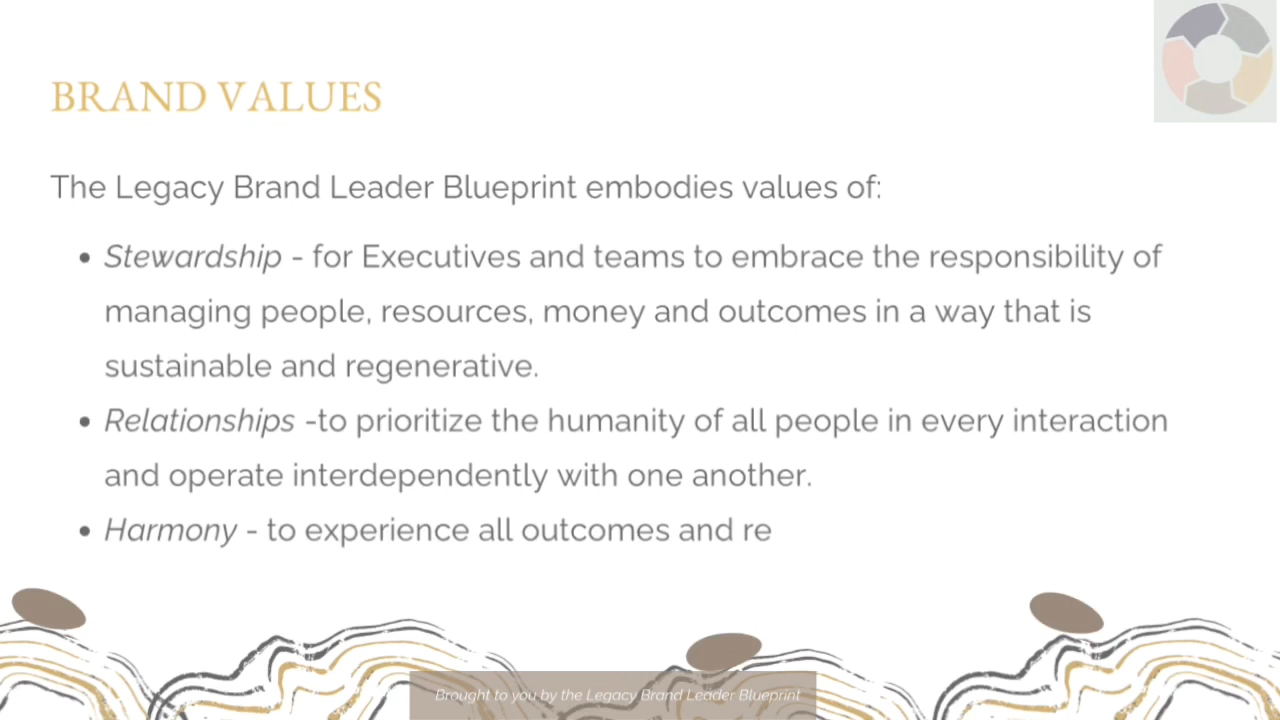 BRAND VALUES
The Legacy Brand Leader Blueprint embodies values of:
• Stewardship - for Executives and teams to embrace the responsibility of
managing people, resources, money and outcomes in a way that is
sustainable and regenerative.
• Relationships -to prioritize the humanity of all people in every interaction
and operate interdependently with one another.
• Harmony - to experience all outcomes and re
Brought to you by the Legacy Brand Leader Blueprint